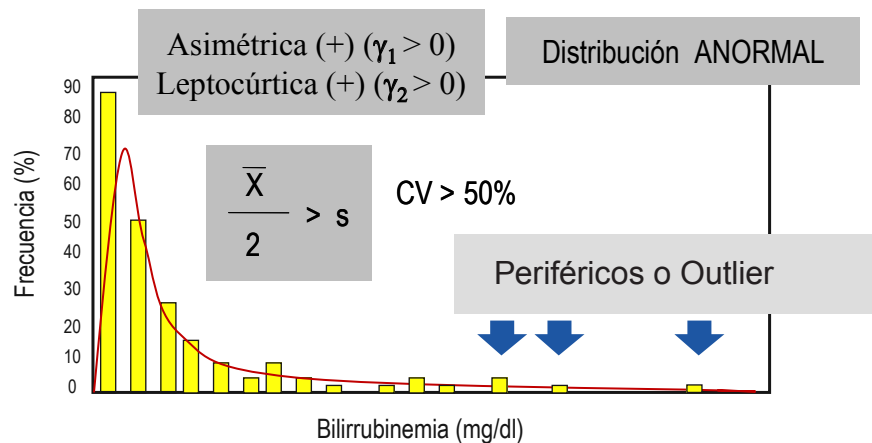 Asimétrica (+) (γ₁ > 0)
Leptocúrtica (+) (γ₂ > 0)
Distribución ANORMAL
X̅
2
> s
CV > 50%
Periféricos o Outlier
Frecuencia (%)
90
80
70
60
50
40
30
20
10
0
Bilirrubinemia (mg/dl)